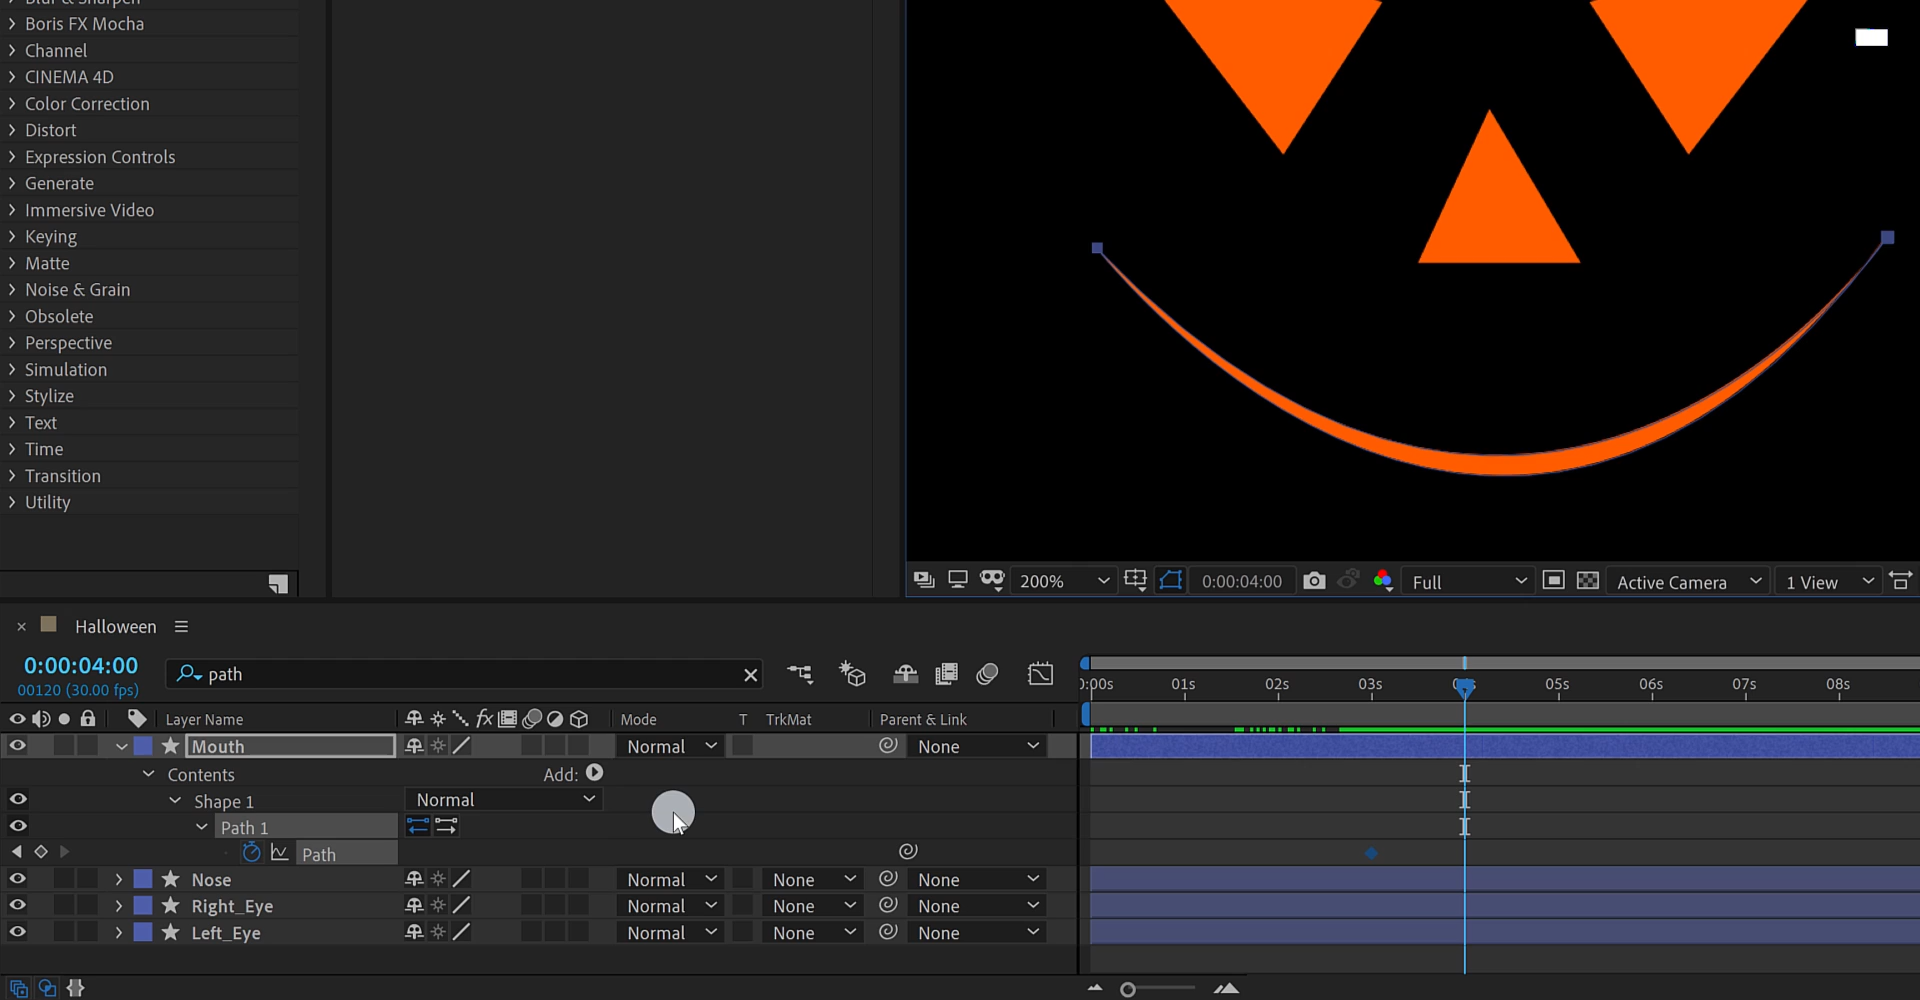 Blur & Sharpen
Boris FX Mocha
Channel
CINEMA 4D
Color Correction
Distort
Expression Controls
Generate
Immersive Video
Keying
Matte
Noise & Grain
Obsolete
Perspective
Simulation
Stylize
Text
Time
Transition
Utility
200% 0:00:04:00 Full Active Camera 1 View
Halloween
0:00:04:00
00120 (30.00 fps)
path
0:00s 01s 02s 03s 05s 06s 07s 08s
Layer Name fx Mode T TrkMat Parent & Link
Mouth Normal None
Contents Add:
Shape 1 Normal
Path 1
Path
Nose Normal None None
Right_Eye Normal None None
Left_Eye Normal None None